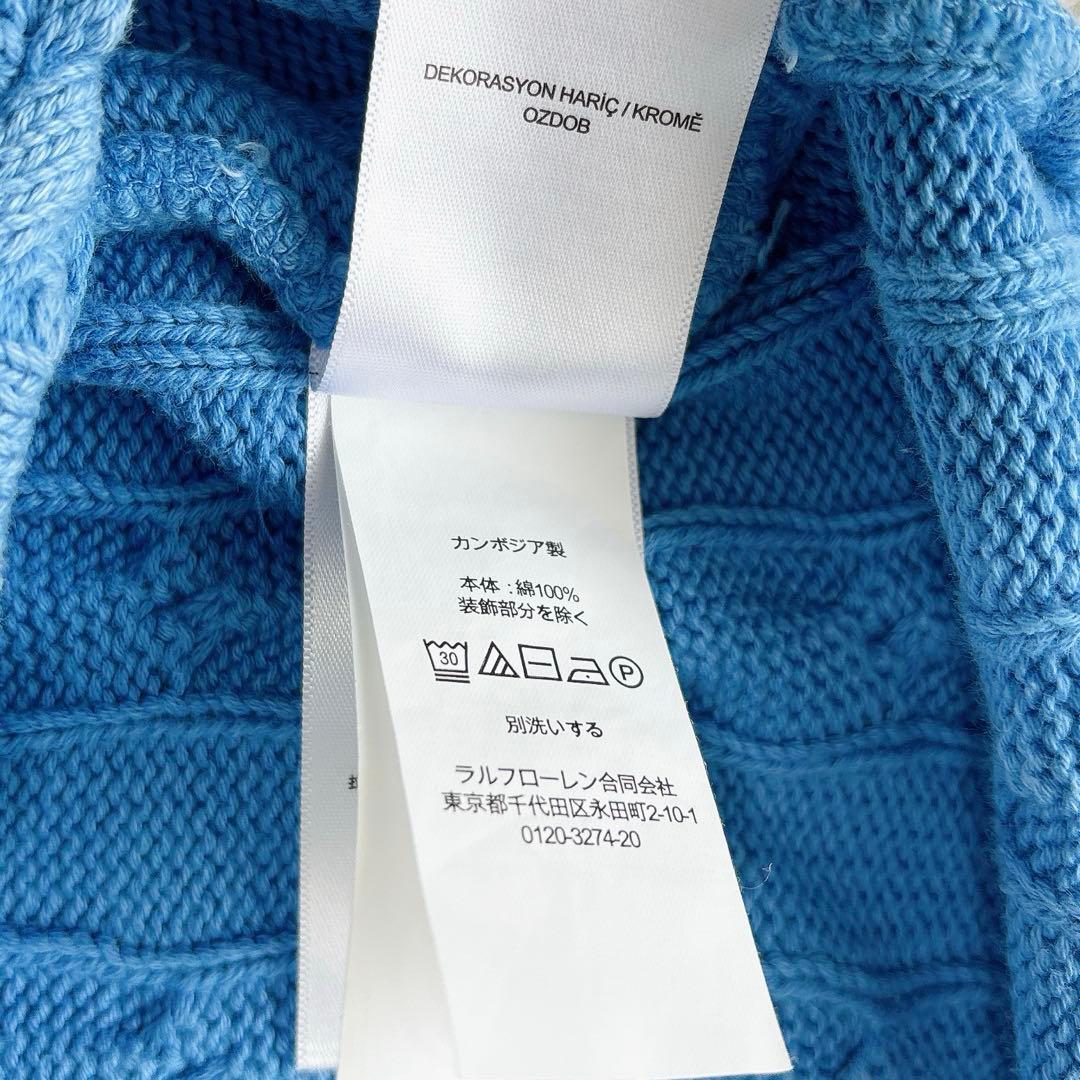 DEKORASYON HARİÇ / KROMĚ
OZDOB
カンボジア製
本体 : 綿100%
装飾部分を除く
30
P
別洗いする
ラルフローレン合同会社
東京都千代田区永田町2-10-1
0120-3274-20